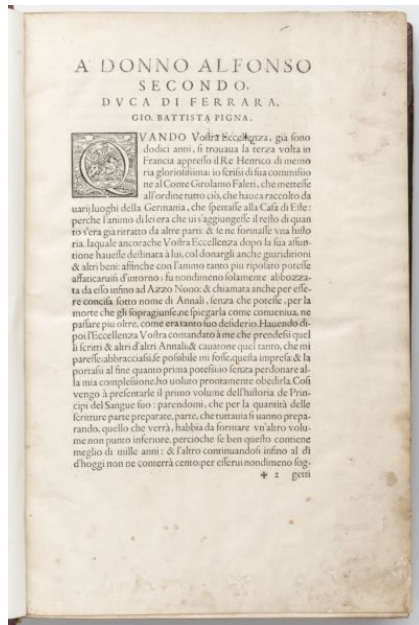 A DONNO ALFONSO
SECONDO,
DVCA DI FERRARA,
GIO. BATTISTA PIGNA.
QVANDO Vostra Eccellenza, già sono
dodici anni, si trouaua la terza volta in
Francia appresso il Re Henrico di memo
ria gloriosissima: io scrissi di sua commissio
ne al Conte Girolamo Faleti, che mettesse
all'ordine tutto ciò, che hauea raccolto da
uarij luoghi della Germania, che spettasse alla Casa di Este:
perche l'animo di lei era che ui s'aggiungesse il resto di quan
to s'era già ritratto da altre parti: & se ne formasse vna histo
ria. laquale ancorache Vostra Eccellenza dopo la sua assun-
tione hauesse destinata à lui, col donargli anche giuriditioni
& altri beni: affinche con l'animo tanto piu riposato potesse
affaticaruisi d'intorno: fu nondimeno solamente abbozza-
ta da esso infino ad Azzo Nono: & chiamata anche per esse-
re concisa sotto nome di Annali, senza che potesse, per la
morte che gli sopragiunse, ne spiegarla come conueniua, ne
passare piu oltre, come era tanto suo desiderio. Hauendo di-
poi l'Eccellenza Vostra comandato à me che prendessi quel
li scritti & altri d'altri Annali: & cauatone quel tanto, che mi
paresse: abbracciassi, se possibile mi fosse, questa impresa: & la
portassi al fine quanto prima potessi: io senza perdonare al-
la mia complessione, ho uoluto prontamente obedirla. Cosi
vengo à presentarle il primo volume dell'historia de Prin-
cipi del Sangue suo: parendomi, che per la quantità delle
scritture parte preparate, parte, che tuttauia si uanno prepa-
rando, quello che verrà, habbia da formare vn'altro volu-
me non punto inferiore. percioche se ben questo contiene
meglio di mille anni: & l'altro continuandosi infino al dì
d'hoggi non ne conterrà cento: per esserui nondimeno sog-
✠ 2 getti